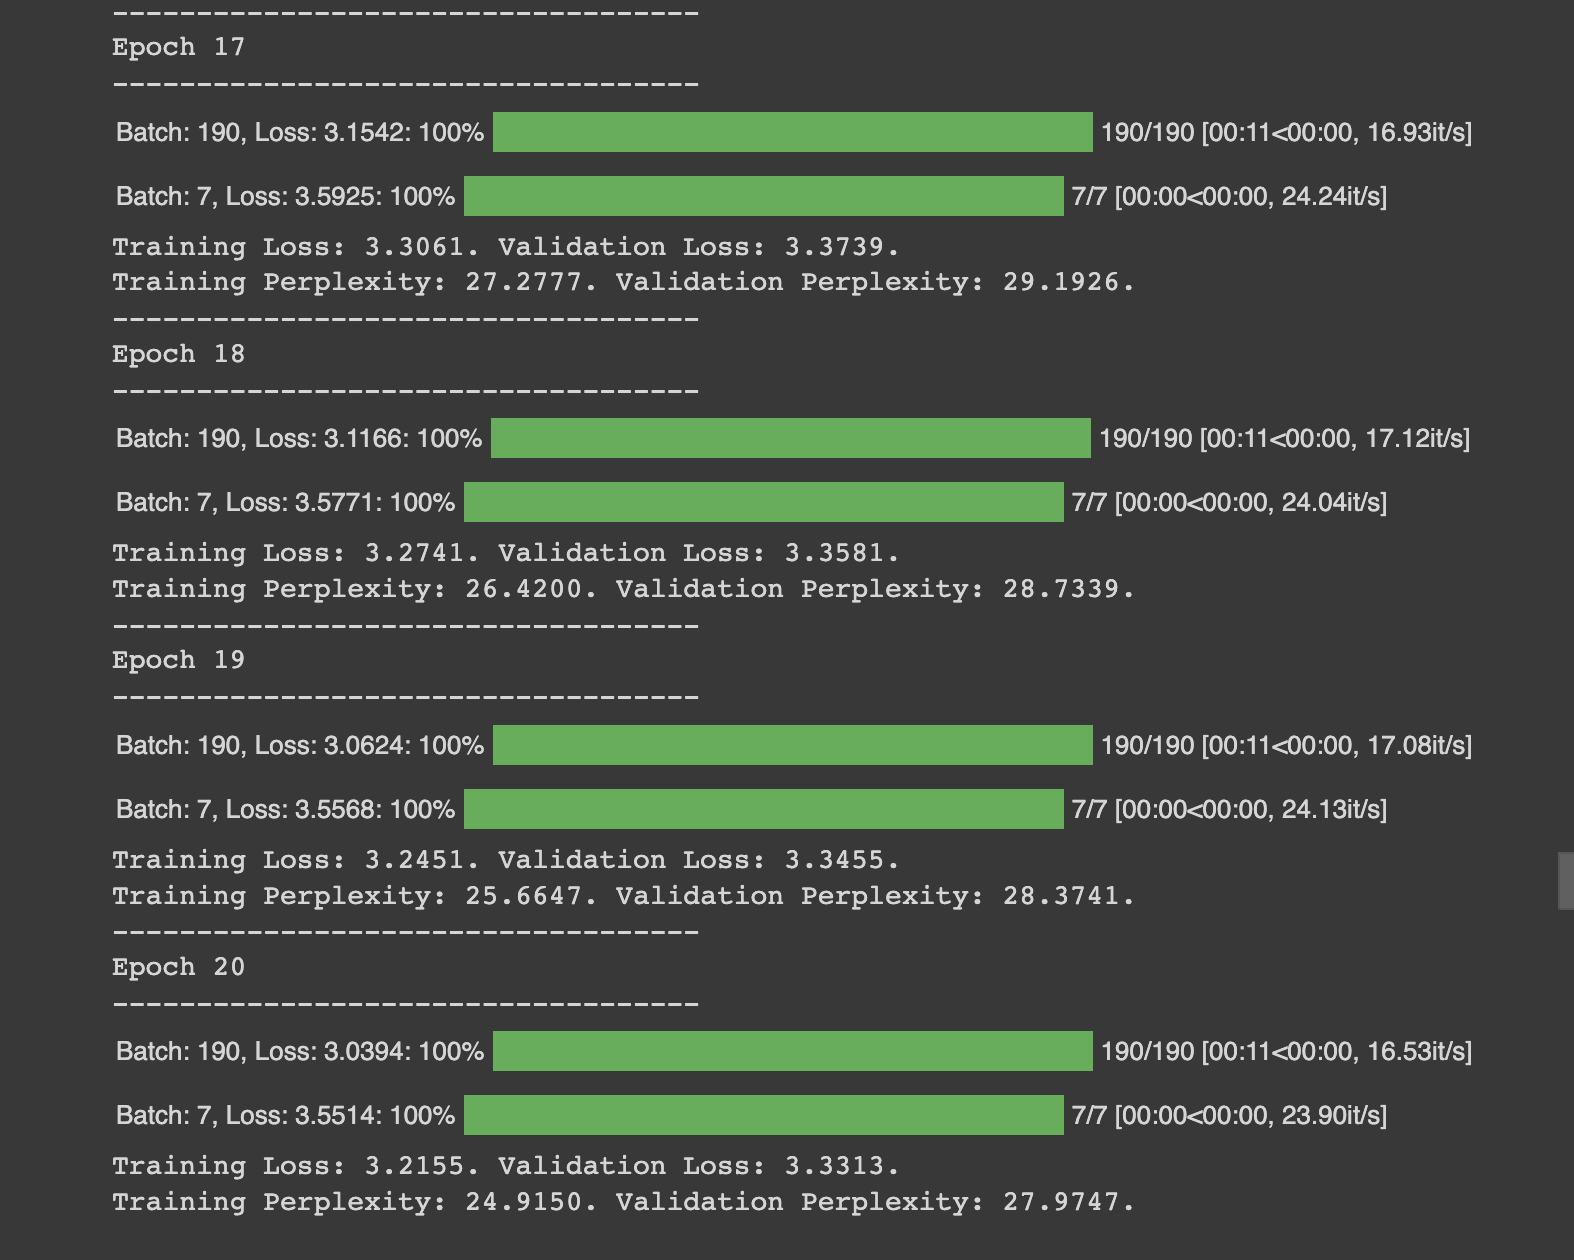 -----------------------------------
Epoch 17
-----------------------------------
Batch: 190, Loss: 3.1542: 100% 190/190 [00:11<00:00, 16.93it/s]
Batch: 7, Loss: 3.5925: 100% 7/7 [00:00<00:00, 24.24it/s]
Training Loss: 3.3061. Validation Loss: 3.3739.
Training Perplexity: 27.2777. Validation Perplexity: 29.1926.
-----------------------------------
Epoch 18
-----------------------------------
Batch: 190, Loss: 3.1166: 100% 190/190 [00:11<00:00, 17.12it/s]
Batch: 7, Loss: 3.5771: 100% 7/7 [00:00<00:00, 24.04it/s]
Training Loss: 3.2741. Validation Loss: 3.3581.
Training Perplexity: 26.4200. Validation Perplexity: 28.7339.
-----------------------------------
Epoch 19
-----------------------------------
Batch: 190, Loss: 3.0624: 100% 190/190 [00:11<00:00, 17.08it/s]
Batch: 7, Loss: 3.5568: 100% 7/7 [00:00<00:00, 24.13it/s]
Training Loss: 3.2451. Validation Loss: 3.3455.
Training Perplexity: 25.6647. Validation Perplexity: 28.3741.
-----------------------------------
Epoch 20
-----------------------------------
Batch: 190, Loss: 3.0394: 100% 190/190 [00:11<00:00, 16.53it/s]
Batch: 7, Loss: 3.5514: 100% 7/7 [00:00<00:00, 23.90it/s]
Training Loss: 3.2155. Validation Loss: 3.3313.
Training Perplexity: 24.9150. Validation Perplexity: 27.9747.